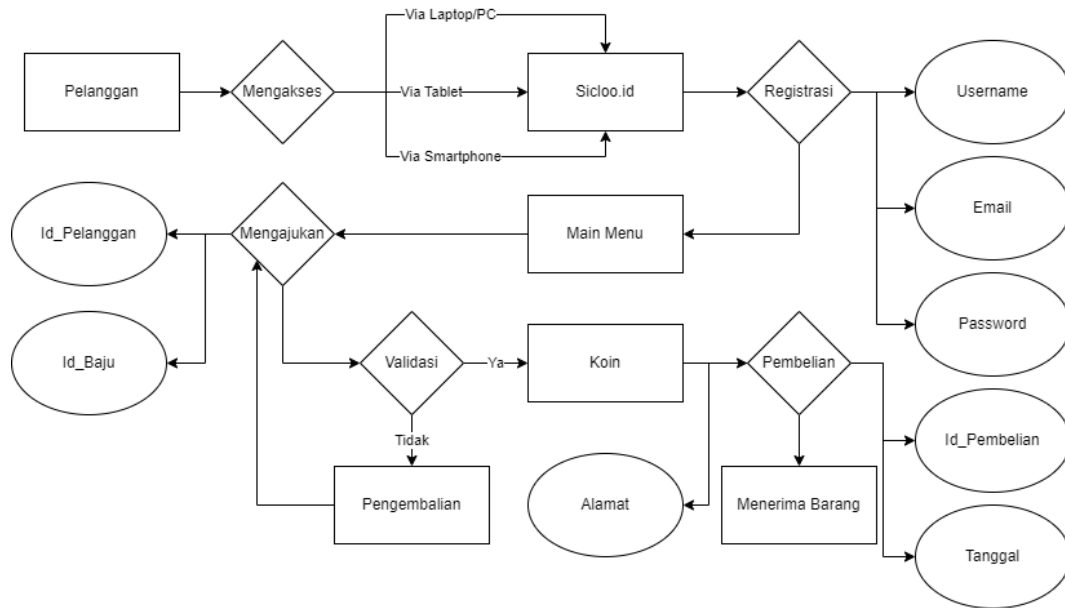 Via Laptop/PC
Pelanggan
Mengakses
Via Tablet
Sicloo.id
Registrasi
Username
Via Smartphone
Id_Pelanggan
Mengajukan
Main Menu
Email
Id_Baju
Validasi
Ya
Koin
Pembelian
Password
Tidak
Id_Pembelian
Pengembalian
Alamat
Menerima Barang
Tanggal